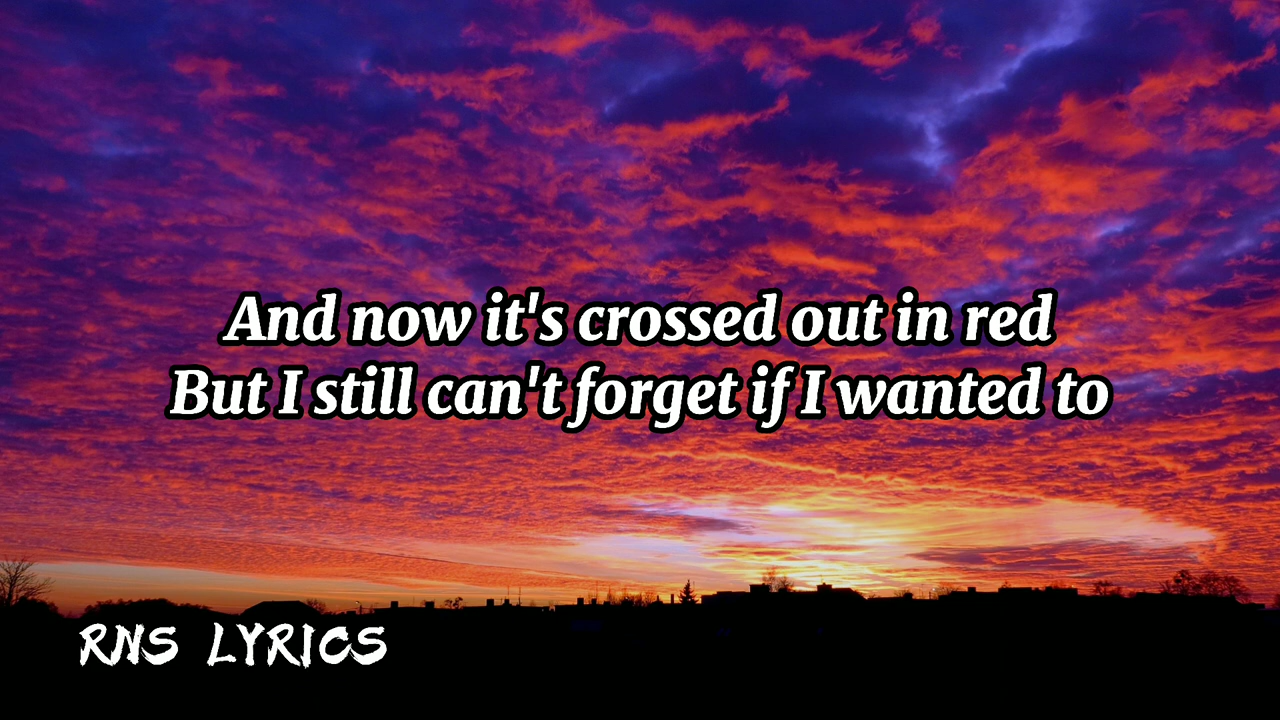 And now it's crossed out in red
But I still can't forget if I wanted to
RNS LYRICS